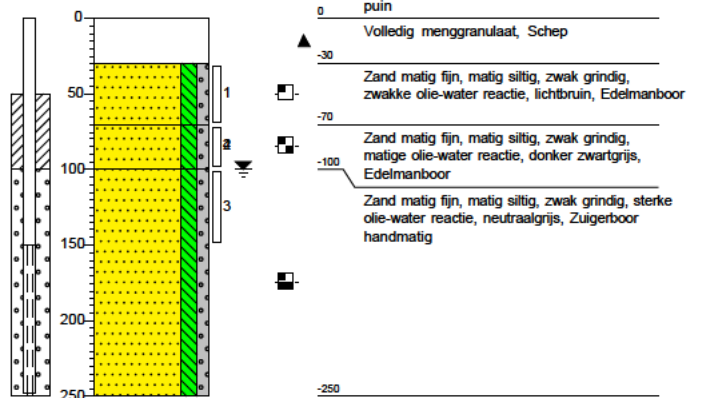 0
50
100
150
200
250
1
2
3
0
puin
Volledig menggranulaat, Schep
-30
Zand matig fijn, matig siltig, zwak grindig,
zwakke olie-water reactie, lichtbruin, Edelmanboor
-70
Zand matig fijn, matig siltig, zwak grindig,
matige olie-water reactie, donker zwartgrijs,
Edelmanboor
-100
Zand matig fijn, matig siltig, zwak grindig, sterke
olie-water reactie, neutraalgrijs, Zuigerboor
handmatig
-250